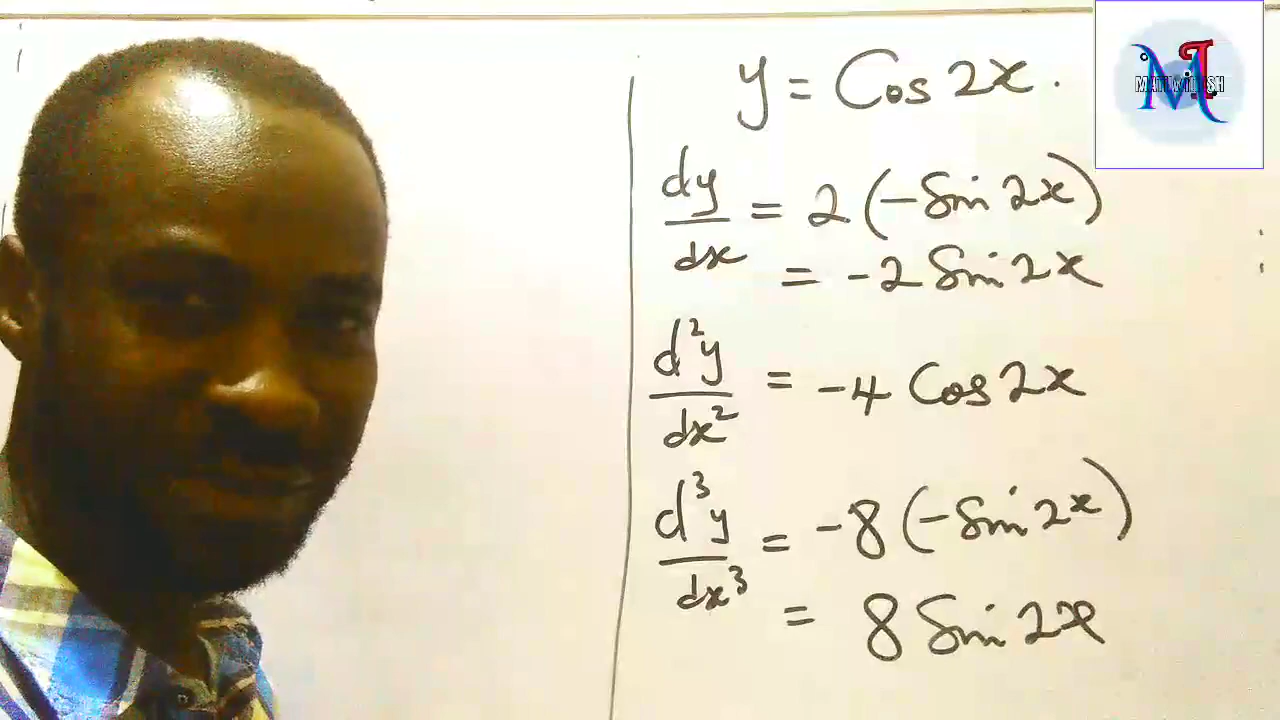 y = Cos 2x.
dy/dx = 2 (-Sin 2x)
= -2 Sin 2x
d²y/dx² = -4 Cos 2x
d³y/dx³ = -8 (-Sin 2x)
= 8 Sin 2x